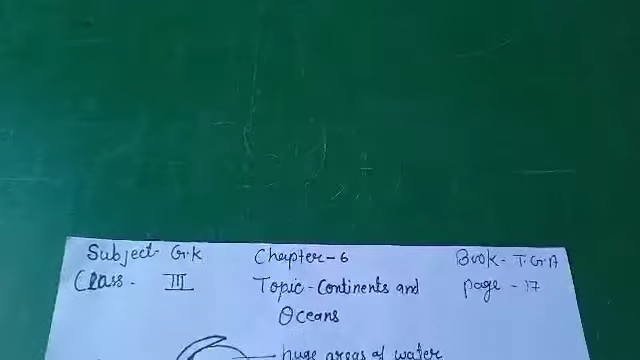 Subject- G.K Chapter-6 Book- T.G.A
Class- III Topic-Continents and page - 17
Oceans
huge areas of water